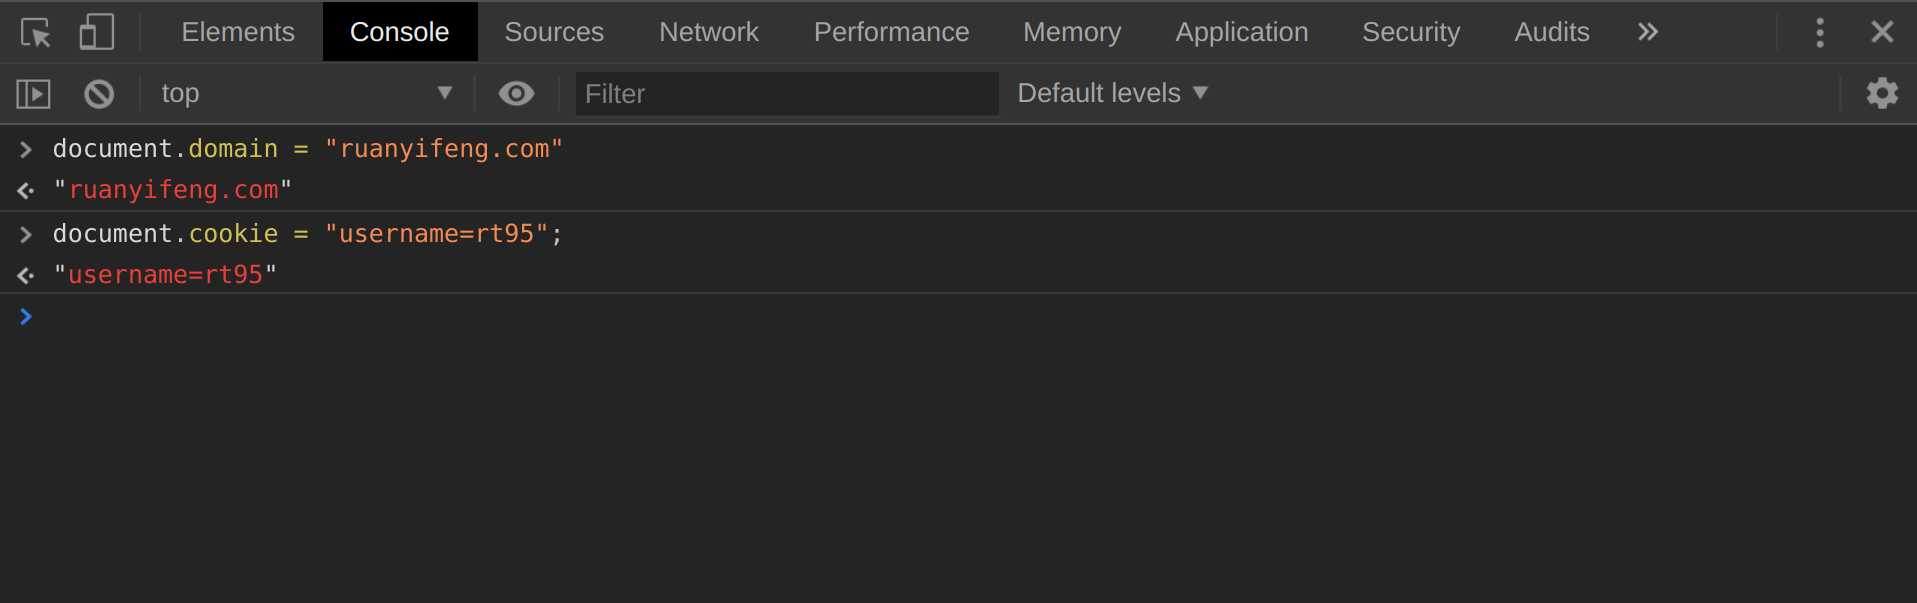 Elements Console Sources Network Performance Memory Application Security Audits
top Filter Default levels
document.domain = "ruanyifeng.com"
"ruanyifeng.com"
document.cookie = "username=rt95";
"username=rt95"